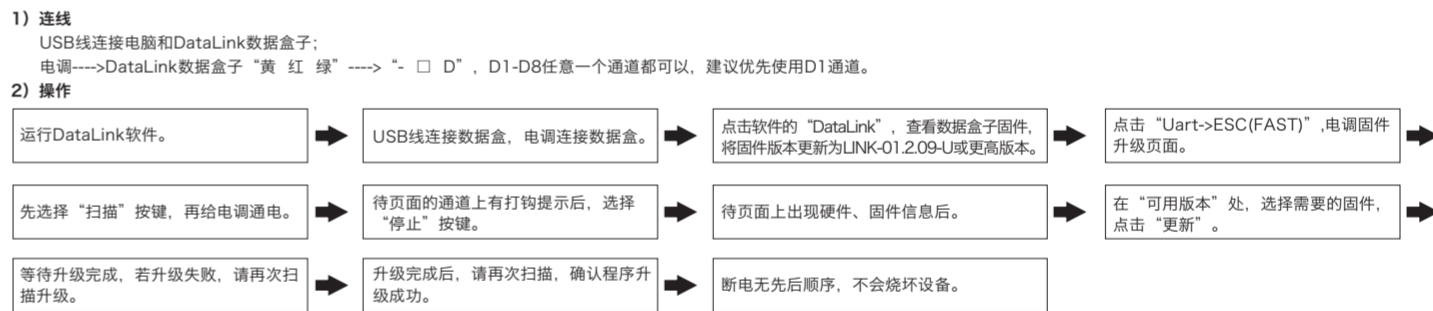 1）连线
USB线连接电脑和DataLink数据盒子；
电调---->DataLink数据盒子“黄 红 绿”---->“- □ D”，D1-D8任意一个通道都可以，建议优先使用D1通道。
2）操作
运行DataLink软件。
USB线连接数据盒，电调连接数据盒。
点击软件的“DataLink”，查看数据盒子固件，
将固件版本更新为LINK-01.2.09-U或更高版本。
点击“Uart->ESC(FAST)”,电调固件
升级页面。
先选择“扫描”按键，再给电调通电。
待页面的通道上有打钩提示后，选择
“停止”按键。
待页面上出现硬件、固件信息后。
在“可用版本”处，选择需要的固件，
点击“更新”。
等待升级完成，若升级失败，请再次扫
描升级。
升级完成后，请再次扫描，确认程序升
级成功。
断电无先后顺序，不会烧坏设备。